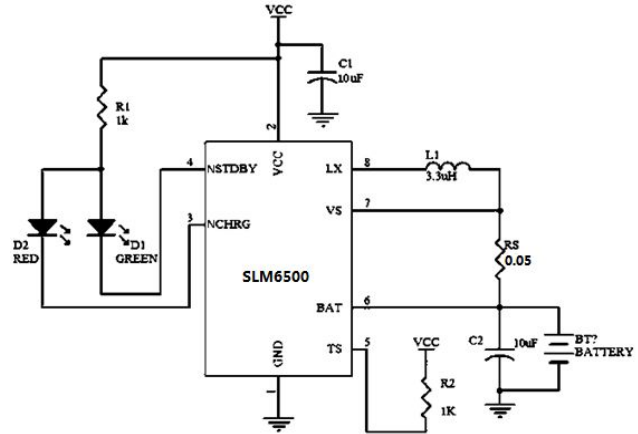 VCC
C1
10uF
R1
1k
2
VCC
4
NSTDBY
LX
8
L1
3.3uH
VS
7
3
NCHRG
D2
RED
D1
GREEN
RS
0.05
SLM6500
BAT
6
C2
10uF
BT?
BATTERY
TS
5
VCC
GND
1
R2
1K